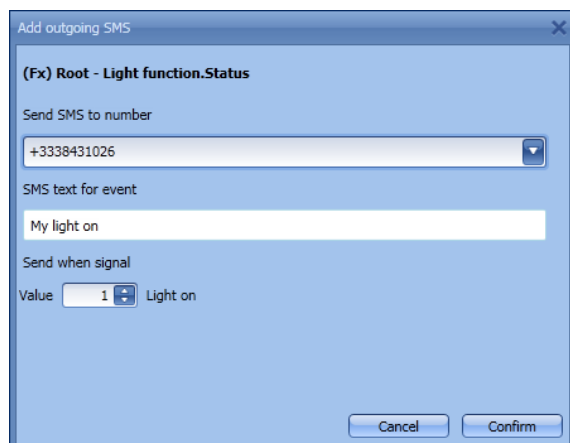 Add outgoing SMS
(Fx) Root - Light function.Status
Send SMS to number
+3338431026
SMS text for event
My light on
Send when signal
Value 1 Light on
Cancel Confirm